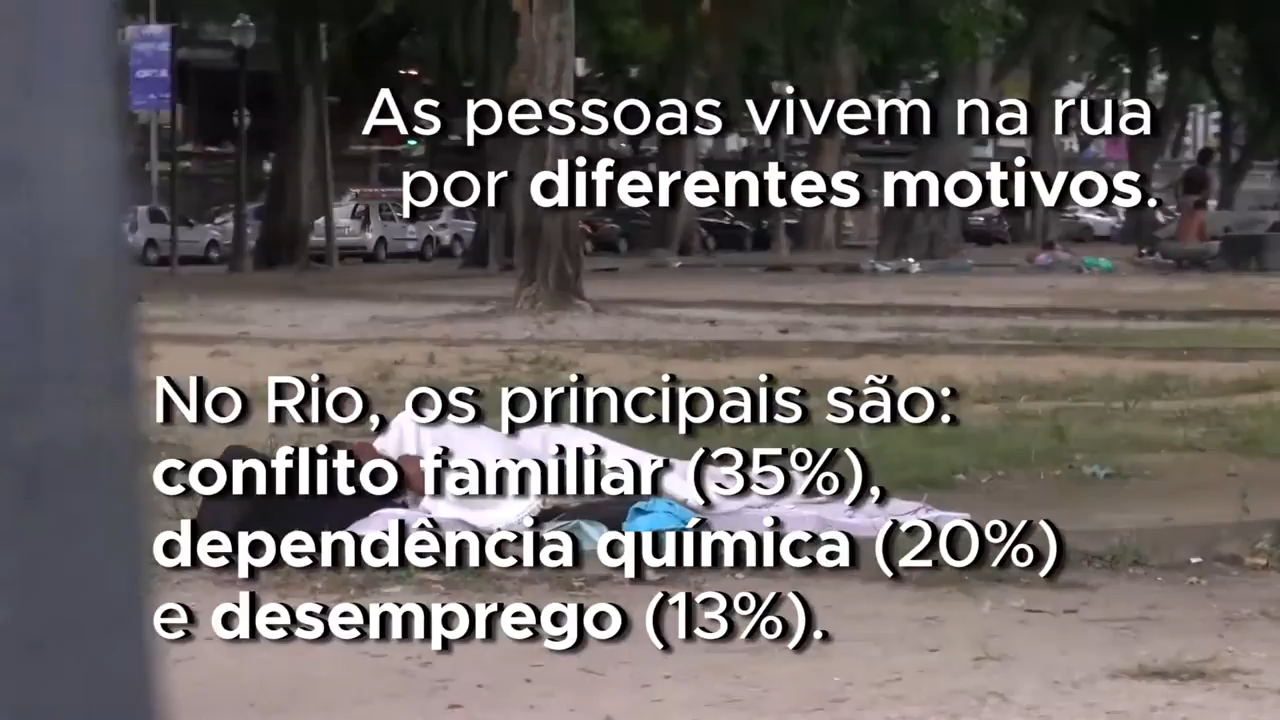 As pessoas vivem na rua
por diferentes motivos.
No Rio, os principais são:
conflito familiar (35%),
dependência química (20%)
e desemprego (13%).